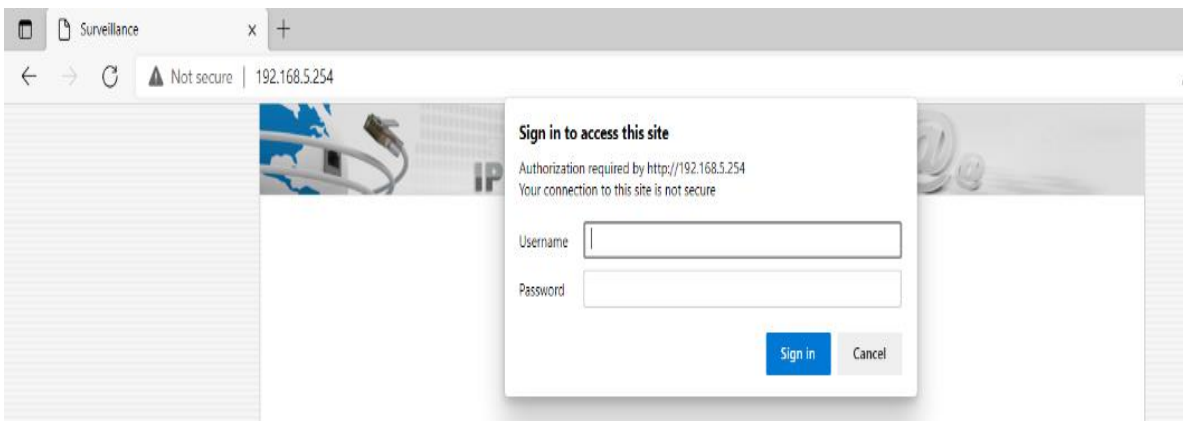 Surveillance
Not secure | 192.168.5.254
IP
Sign in to access this site
Authorization required by http://192.168.5.254
Your connection to this site is not secure
Username
Password
Sign in Cancel